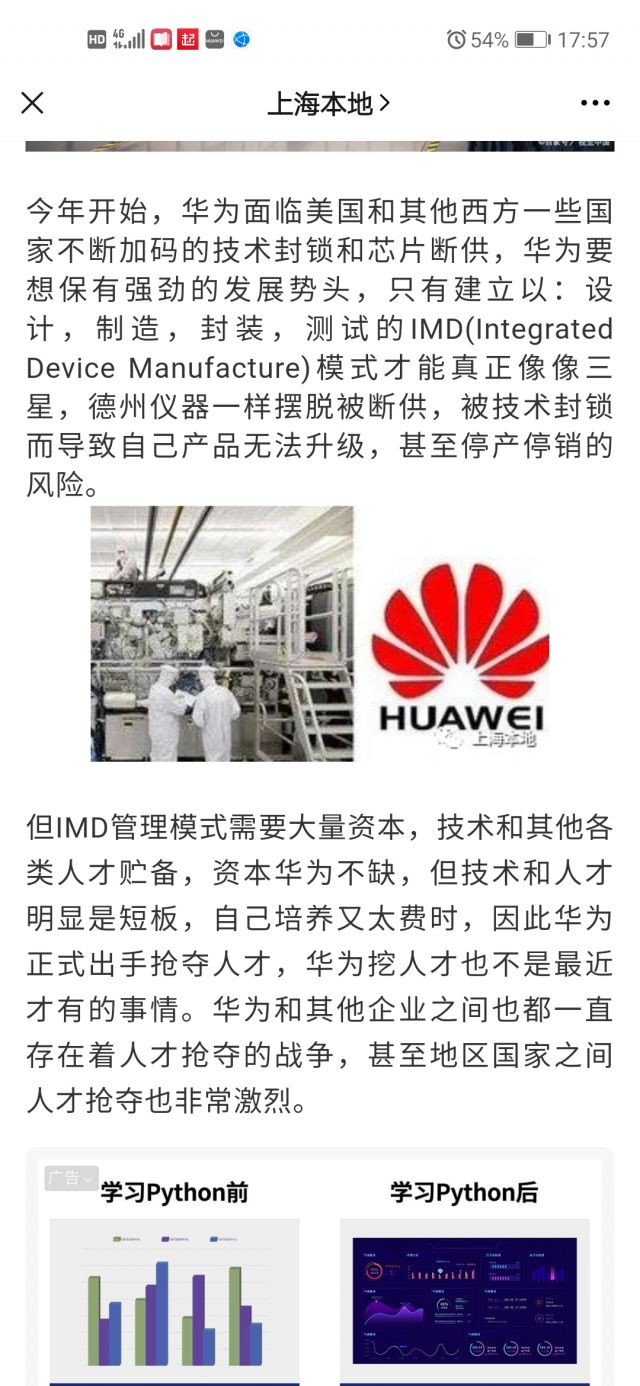 HD 4G 54% 17:57
上海本地
今年开始，华为面临美国和其他西方一些国
家不断加码的技术封锁和芯片断供，华为要
想保有强劲的发展势头，只有建立以：设
计，制造，封装，测试的IMD(Integrated
Device Manufacture)模式才能真正像像三
星，德州仪器一样摆脱被断供，被技术封锁
而导致自己产品无法升级，甚至停产停销的
风险。
HUAWEI
上海本地
但IMD管理模式需要大量资本，技术和其他各
类人才贮备，资本华为不缺，但技术和人才
明显是短板，自己培养又太费时，因此华为
正式出手抢夺人才，华为挖人才也不是最近
才有的事情。华为和其他企业之间也都一直
存在着人才抢夺的战争，甚至地区国家之间
人才抢夺也非常激烈。
广告
学习Python前
学习Python后